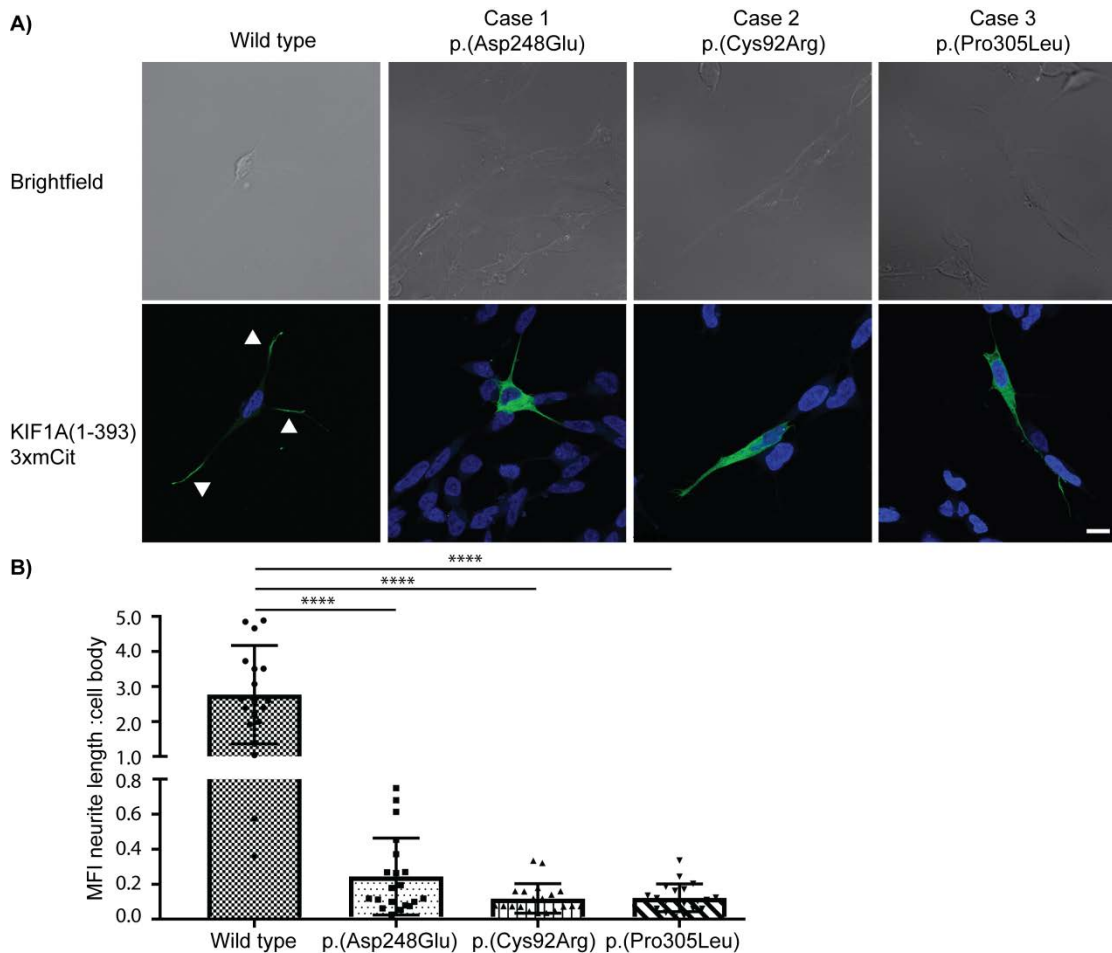 A)
Wild type
Case 1
p.(Asp248Glu)
Case 2
p.(Cys92Arg)
Case 3
p.(Pro305Leu)
Brightfield
KIF1A(1-393)
3xmCit
B)
****
****
****
MFI neurite length :cell body
5.0
4.0
3.0
2.0
1.0
0.8
0.6
0.4
0.2
0.0
Wild type
p.(Asp248Glu)
p.(Cys92Arg)
p.(Pro305Leu)